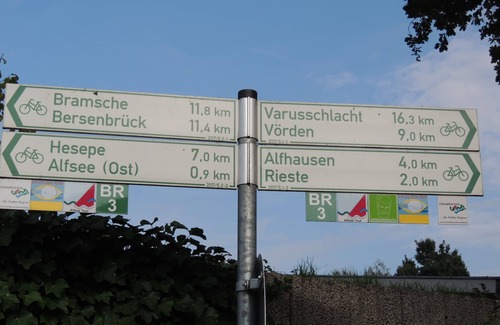 Bramsche 11,8 km
Bersenbrück 11,4 km
Hesepe 7,0 km
Alfsee (Ost) 0,9 km
BR
3
Varusschlacht 16,3 km
Vörden 9,0 km
Alfhausen 4,0 km
Rieste 2,0 km
BR
3